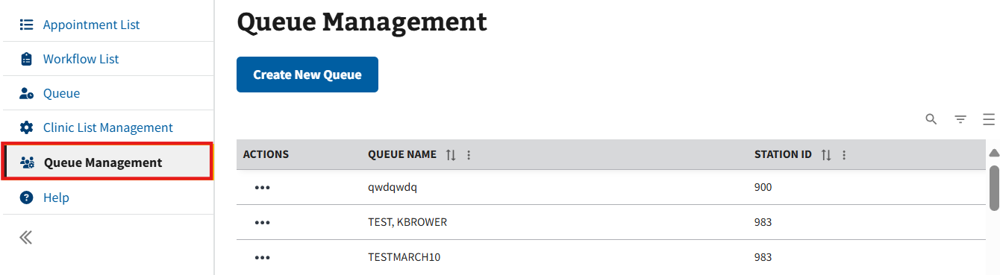 Appointment List
Workflow List
Queue
Clinic List Management
Queue Management
Help
Queue Management
Create New Queue
ACTIONS QUEUE NAME STATION ID
qwdqwdq 900
TEST, KBROWER 983
TESTMARCH10 983